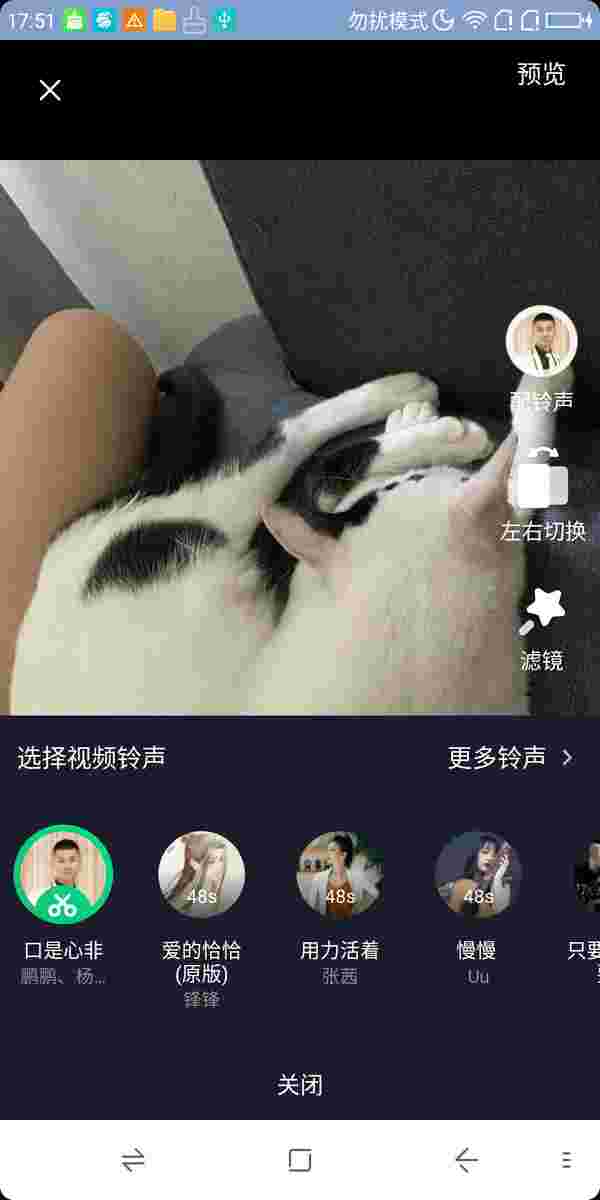 17:51 勿扰模式
预览
配铃声
左右切换
滤镜
选择视频铃声 更多铃声
48s 48s 48s
口是心非 爱的恰恰 用力活着 慢慢 只要
鹏鹏、杨... (原版) 张茜 Uu
锋锋
关闭